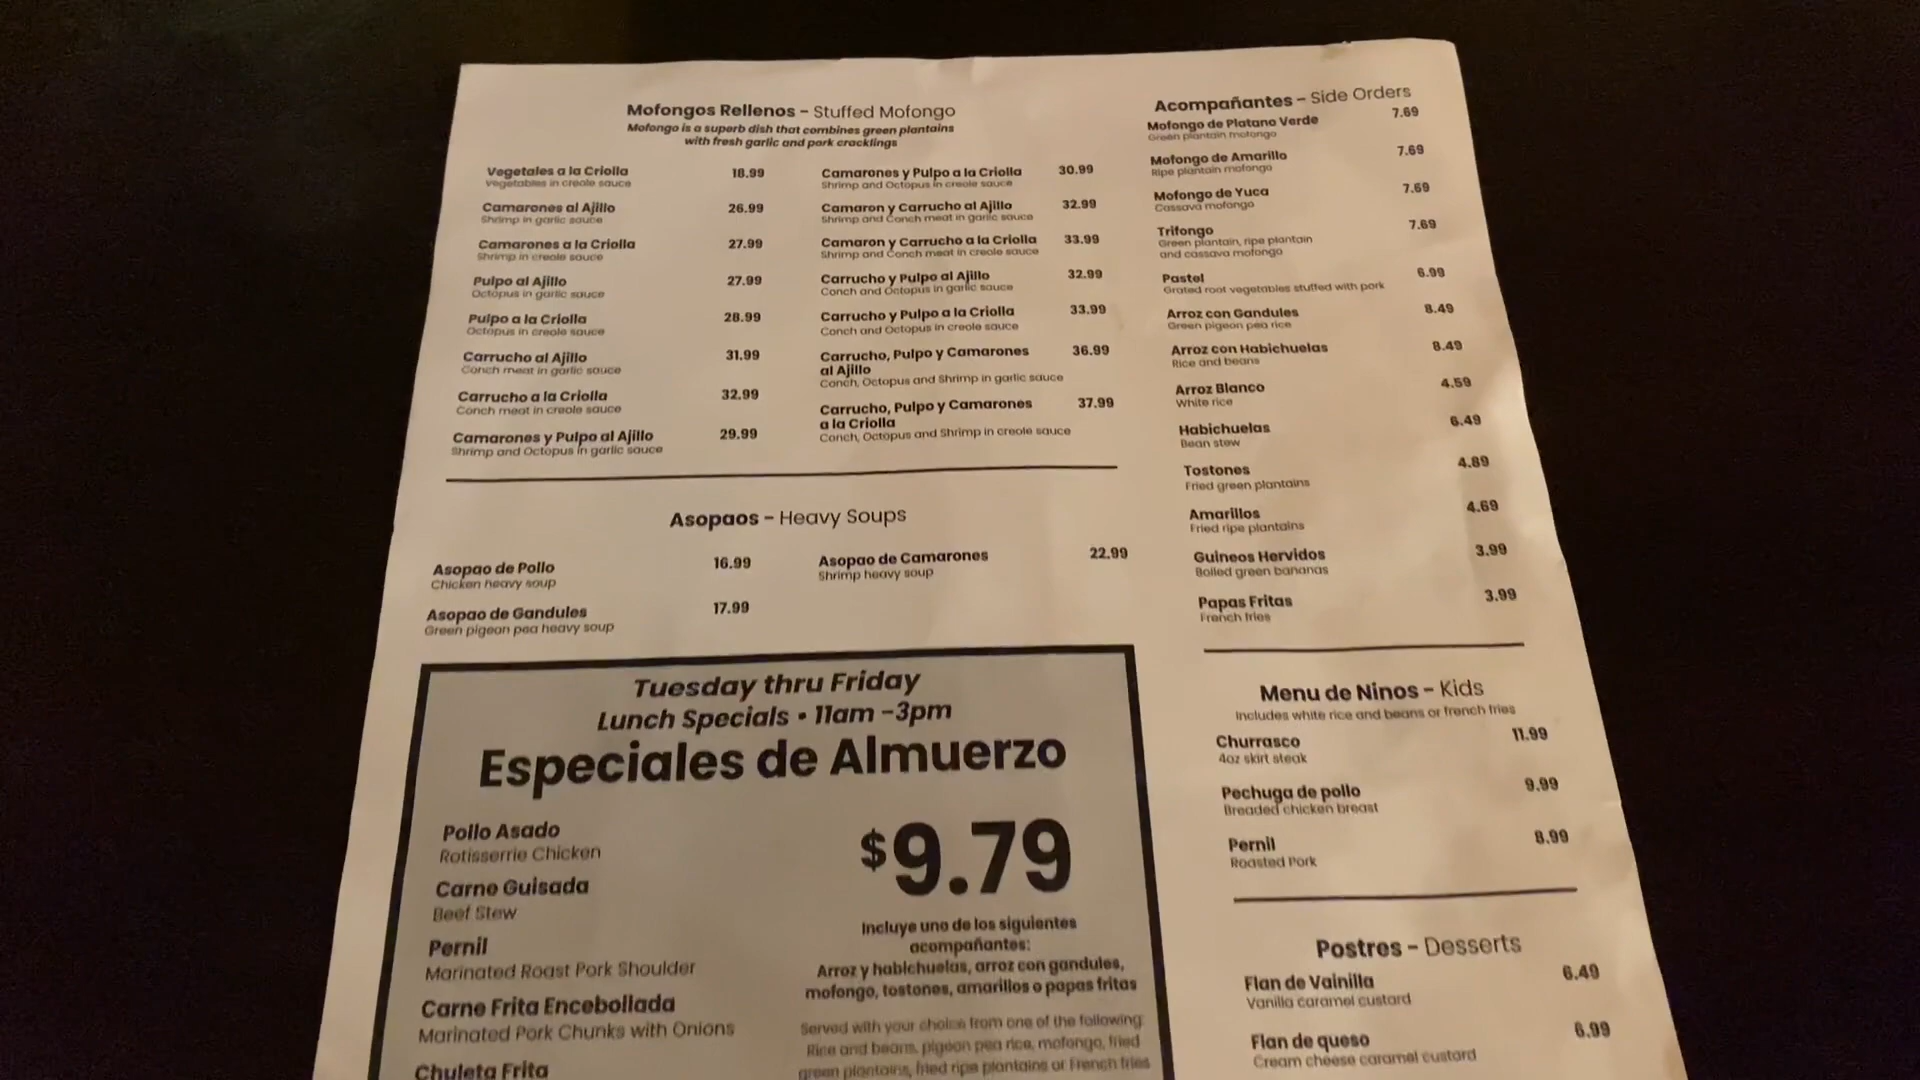 Mofongos Rellenos - Stuffed Mofongo
Mofongo is a superb dish that combines green plantains
with fresh garlic and pork cracklings
Vegetales a la Criolla 18.99
Vegetables in creole sauce
Camarones al Ajillo 26.99
Shrimp in garlic sauce
Camarones a la Criolla 27.99
Shrimp in creole sauce
Pulpo al Ajillo 27.99
Octopus in garlic sauce
Pulpo a la Criolla 28.99
Octopus in creole sauce
Carrucho al Ajillo 31.99
Conch meat in garlic sauce
Carrucho a la Criolla 32.99
Conch meat in creole sauce
Camarones y Pulpo al Ajillo 29.99
Shrimp and Octopus in garlic sauce
Camarones y Pulpo a la Criolla 30.99
Shrimp and Octopus in creole sauce
Camaron y Carrucho al Ajillo 32.99
Shrimp and Conch meat in garlic sauce
Camaron y Carrucho a la Criolla 33.99
Shrimp and Conch meat in creole sauce
Carrucho y Pulpo al Ajillo 32.99
Conch and Octopus in garlic sauce
Carrucho y Pulpo a la Criolla 33.99
Conch and Octopus in creole sauce
Carrucho, Pulpo y Camarones 36.99
al Ajillo
Conch, Octopus and Shrimp in garlic sauce
Carrucho, Pulpo y Camarones 37.99
a la Criolla
Conch, Octopus and Shrimp in creole sauce
Asopaos - Heavy Soups
Asopao de Pollo 16.99
Chicken heavy soup
Asopao de Gandules 17.99
Green pigeon pea heavy soup
Asopao de Camarones 22.99
Shrimp heavy soup
Tuesday thru Friday
Lunch Specials • 11am -3pm
Especiales de Almuerzo
Pollo Asado
Rotisserrie Chicken
Carne Guisada
Beef Stew
Pernil
Marinated Roast Pork Shoulder
Carne Frita Encebollada
Marinated Pork Chunks with Onions
Chuleta Frita
$9.79
Incluye uno de los siguientes
acompañantes:
Arroz y habichuelas, arroz con gandules,
mofongo, tostones, amarillos o papas fritas
Served with your choice from one of the following:
Rice and beans, pigeon pea rice, mofongo, fried
green plantains, fried ripe plantains or French fries
Acompañantes - Side Orders
Mofongo de Platano Verde 7.69
Green plantain mofongo
Mofongo de Amarillo 7.69
Ripe plantain mofongo
Mofongo de Yuca 7.69
Cassava mofongo
Trifongo 7.69
Green plantain, ripe plantain
and cassava mofongo
Pastel 6.99
Grated root vegetables stuffed with pork
Arroz con Gandules 8.49
Green pigeon pea rice
Arroz con Habichuelas 8.49
Rice and beans
Arroz Blanco 4.59
White rice
Habichuelas 6.49
Bean stew
Tostones 4.89
Fried green plantains
Amarillos 4.69
Fried ripe plantains
Guineos Hervidos 3.99
Boiled green bananas
Papas Fritas 3.99
French fries
Menu de Ninos - Kids
Includes white rice and beans or french fries
Churrasco 11.99
4oz skirt steak
Pechuga de pollo 9.99
Breaded chicken breast
Pernil 8.99
Roasted Pork
Postres - Desserts
Flan de Vainilla 6.49
Vanilla caramel custard
Flan de queso 6.99
Cream cheese caramel custard